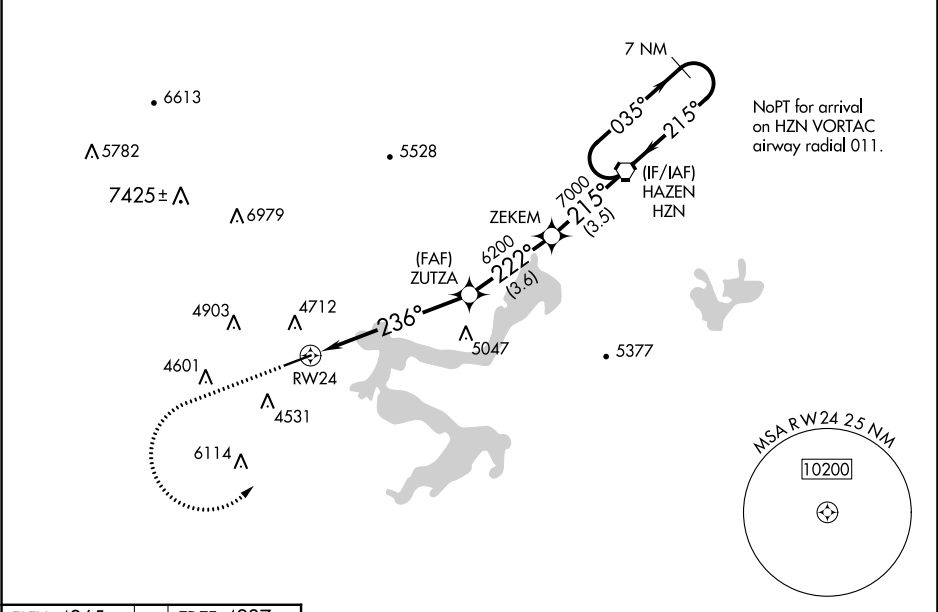 7 NM
6613
035°
215°
NoPT for arrival
on HZN VORTAC
airway radial 011.
5782
5528
7425±
(IF/IAF)
HAZEN
HZN
7000
215°
(3.5)
6979
ZEKEM
6200
222°
(3.6)
(FAF)
ZUTZA
4903
4712
236°
5047
5377
4601
RW24
4531
MSA RW24 25 NM
6114
10200